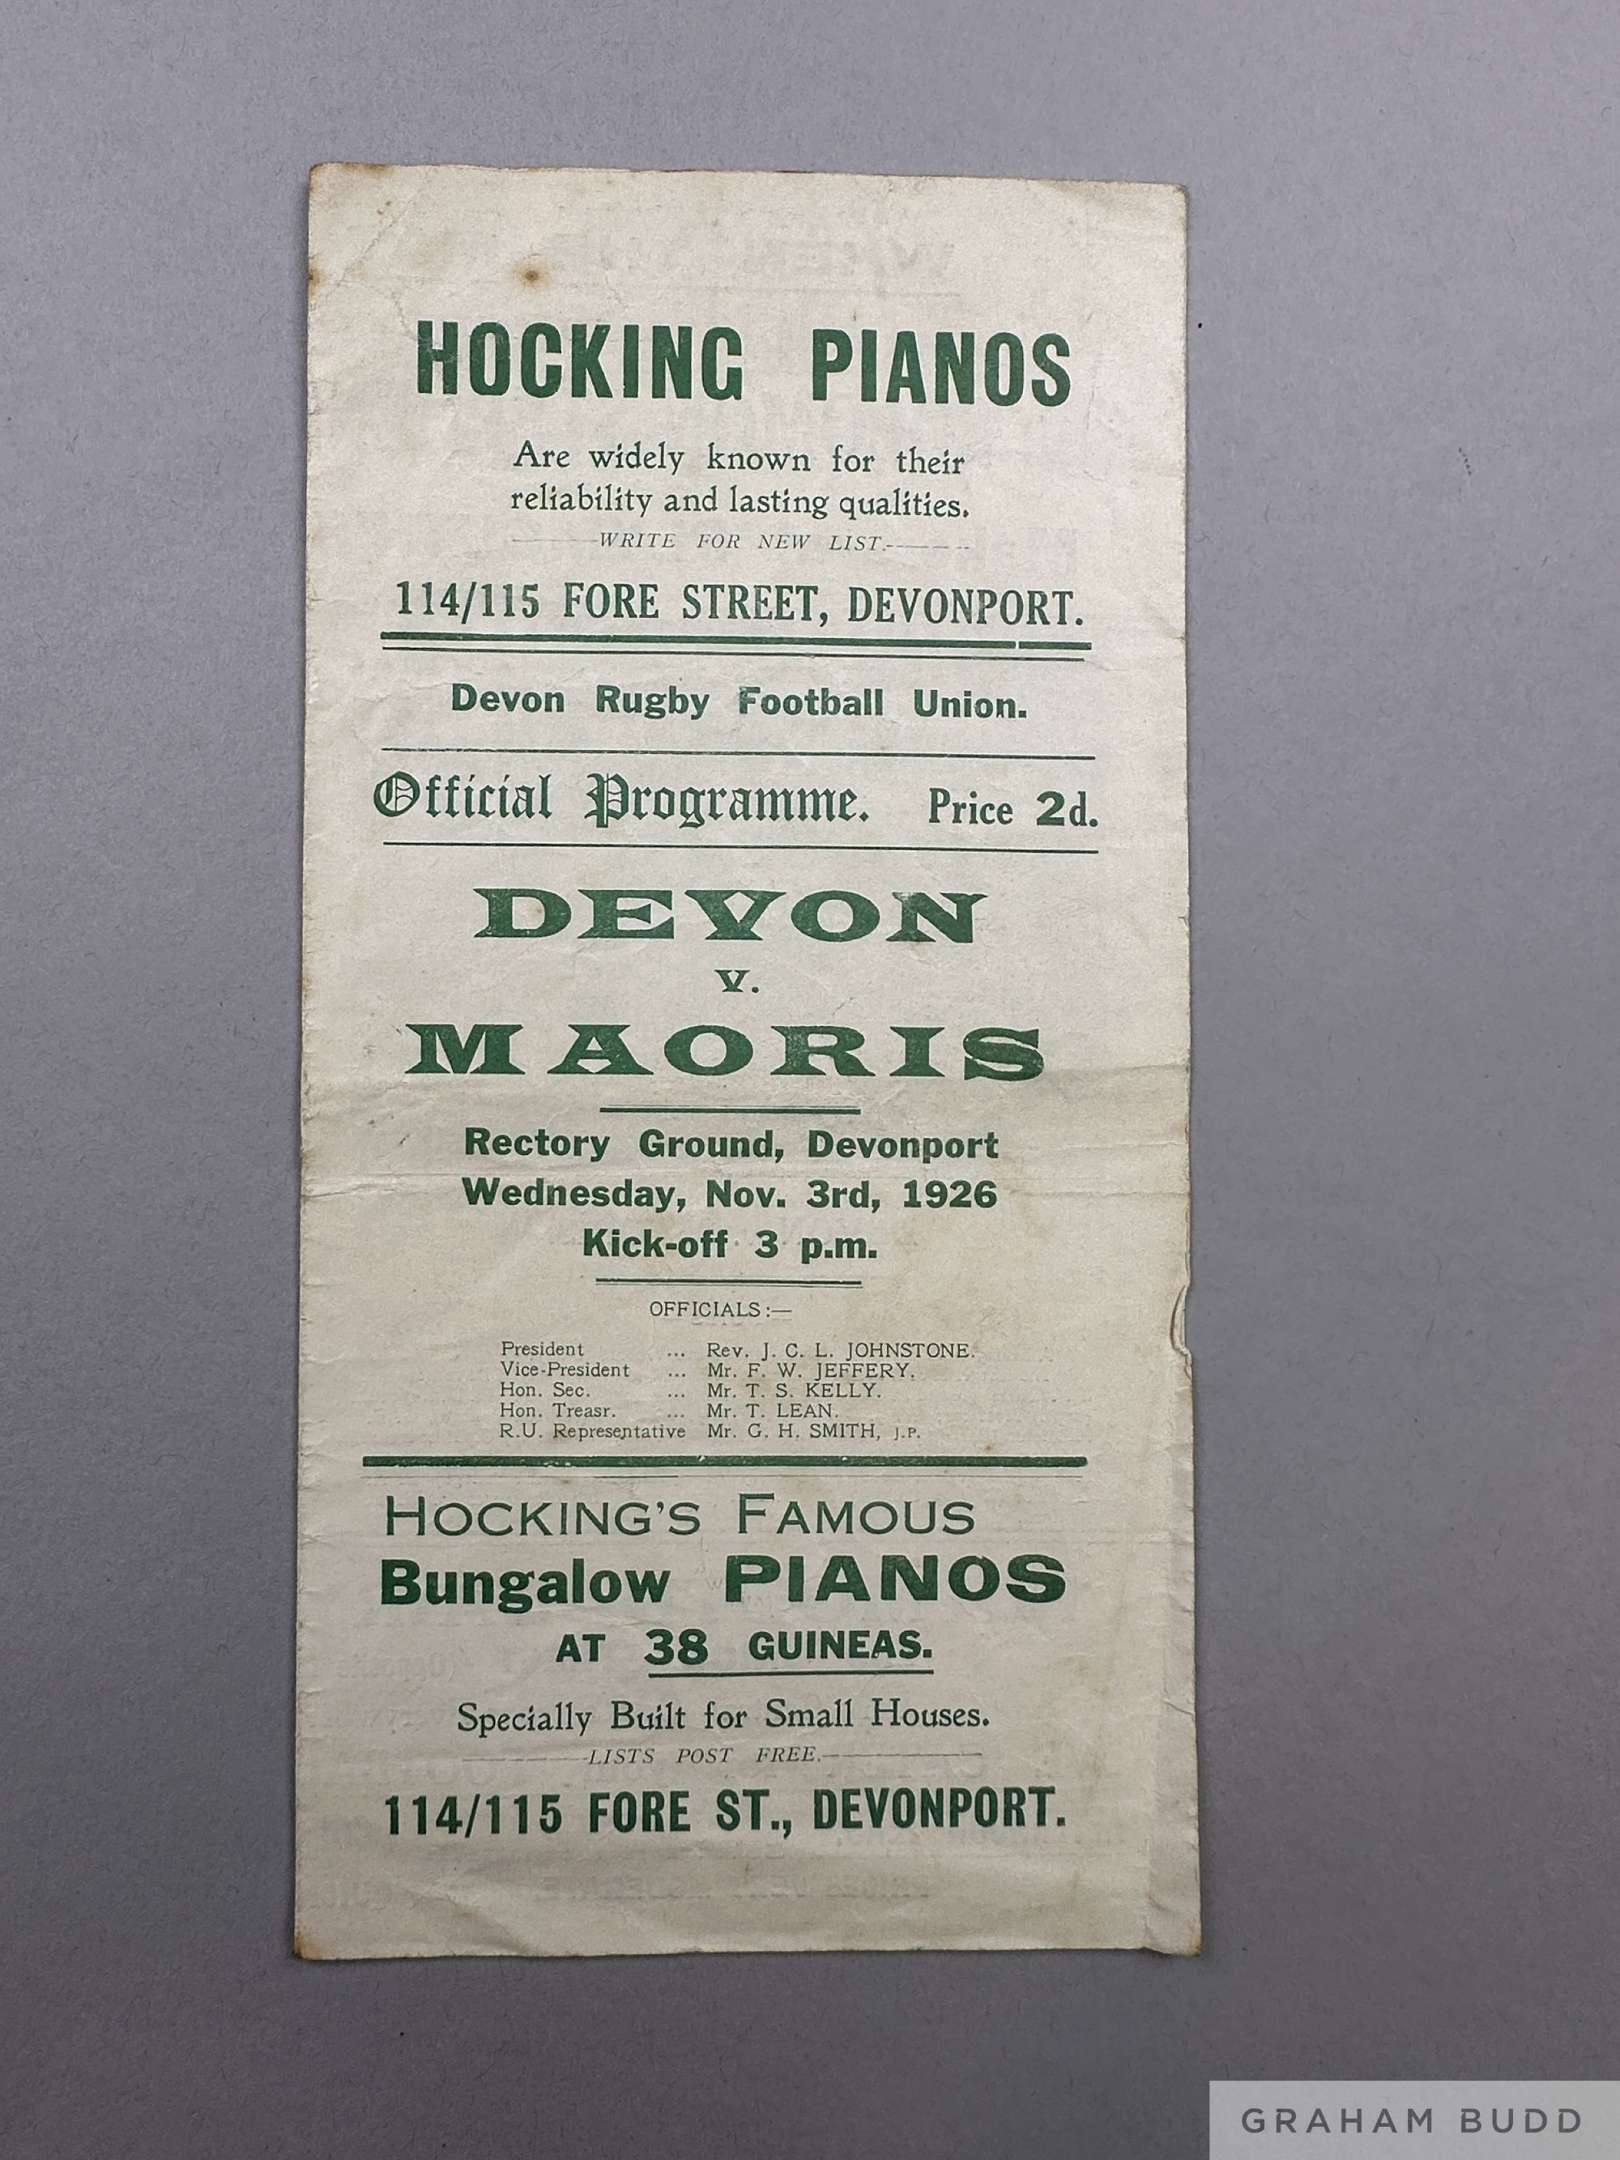 HOCKING PIANOS
Are widely known for their
reliability and lasting qualities.
WRITE FOR NEW LIST.
114/115 FORE STREET, DEVONPORT.
Devon Rugby Football Union.
Official Programme. Price 2d.
DEVON
v.
MAORIS
Rectory Ground, Devonport
Wednesday, Nov. 3rd, 1926
Kick-off 3 p.m.
OFFICIALS:—
President ... Rev. J. C. L. JOHNSTONE.
Vice-President ... Mr. F. W. JEFFERY.
Hon. Sec. ... Mr. T. S. KELLY.
Hon. Treasr. ... Mr. T. LEAN.
R.U. Representative Mr. G. H. SMITH, J.P.
HOCKING'S FAMOUS
Bungalow PIANOS
AT 38 GUINEAS.
Specially Built for Small Houses.
LISTS POST FREE.
114/115 FORE ST., DEVONPORT.
GRAHAM BUDD